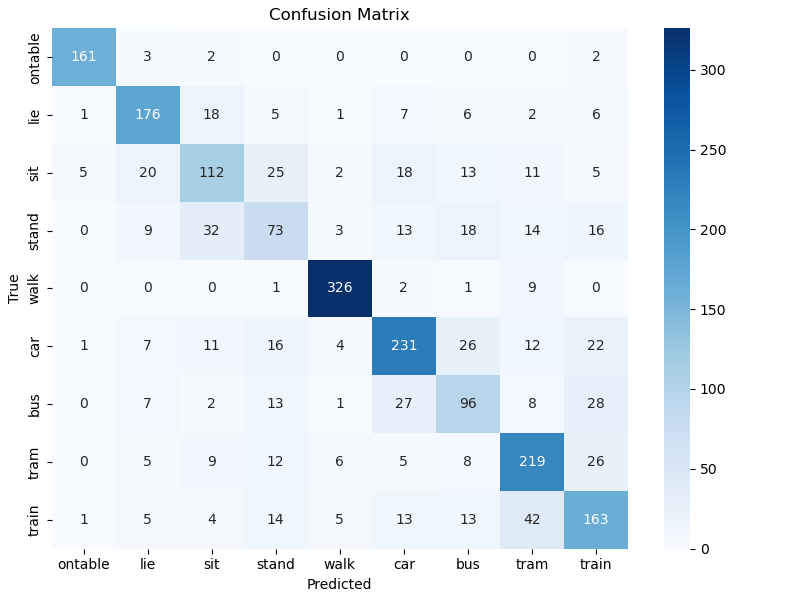 Confusion Matrix
ontable 161 3 2 0 0 0 0 0 2
lie 1 176 18 5 1 7 6 2 6
sit 5 20 112 25 2 18 13 11 5
stand 0 9 32 73 3 13 18 14 16
walk 0 0 0 1 326 2 1 9 0
car 1 7 11 16 4 231 26 12 22
bus 0 7 2 13 1 27 96 8 28
tram 0 5 9 12 6 5 8 219 26
train 1 5 4 14 5 13 13 42 163
ontable lie sit stand walk car bus tram train
Predicted
True
300
250
200
150
100
50
0